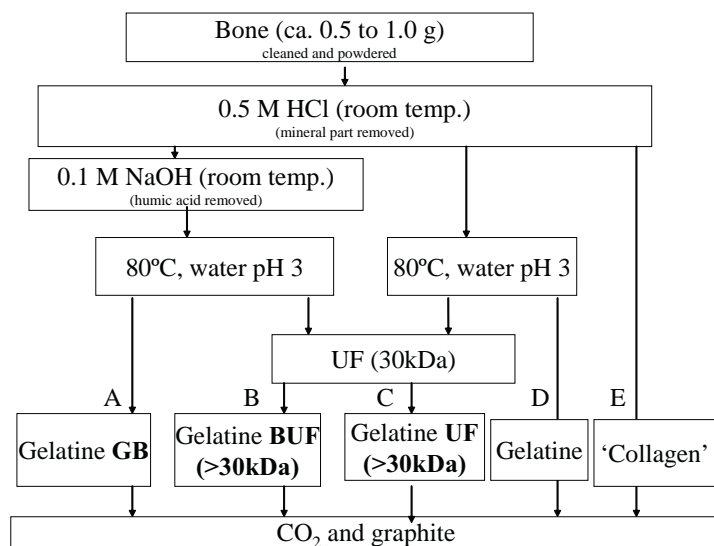 Bone (ca. 0.5 to 1.0 g)
cleaned and powdered
0.5 M HCl (room temp.)
(mineral part removed)
0.1 M NaOH (room temp.)
(humic acid removed)
80ºC, water pH 3
80ºC, water pH 3
UF (30kDa)
A
B
C
D
E
Gelatine GB
Gelatine BUF
(>30kDa)
Gelatine UF
(>30kDa)
Gelatine
‘Collagen’
CO₂ and graphite